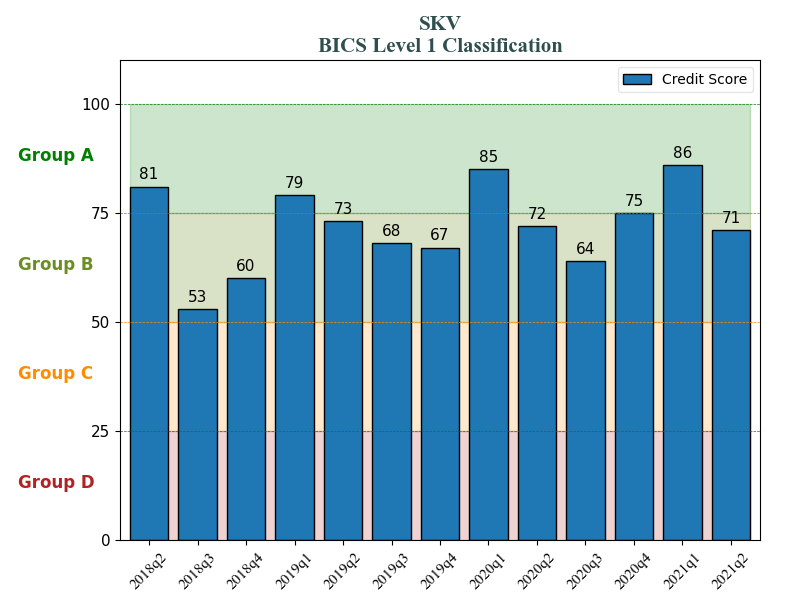 SKV
BICS Level 1 Classification
Credit Score
100
Group A
75
Group B
50
Group C
25
Group D
0
81
53
60
79
73
68
67
85
72
64
75
86
71
2018q2
2018q3
2018q4
2019q1
2019q2
2019q3
2019q4
2020q1
2020q2
2020q3
2020q4
2021q1
2021q2